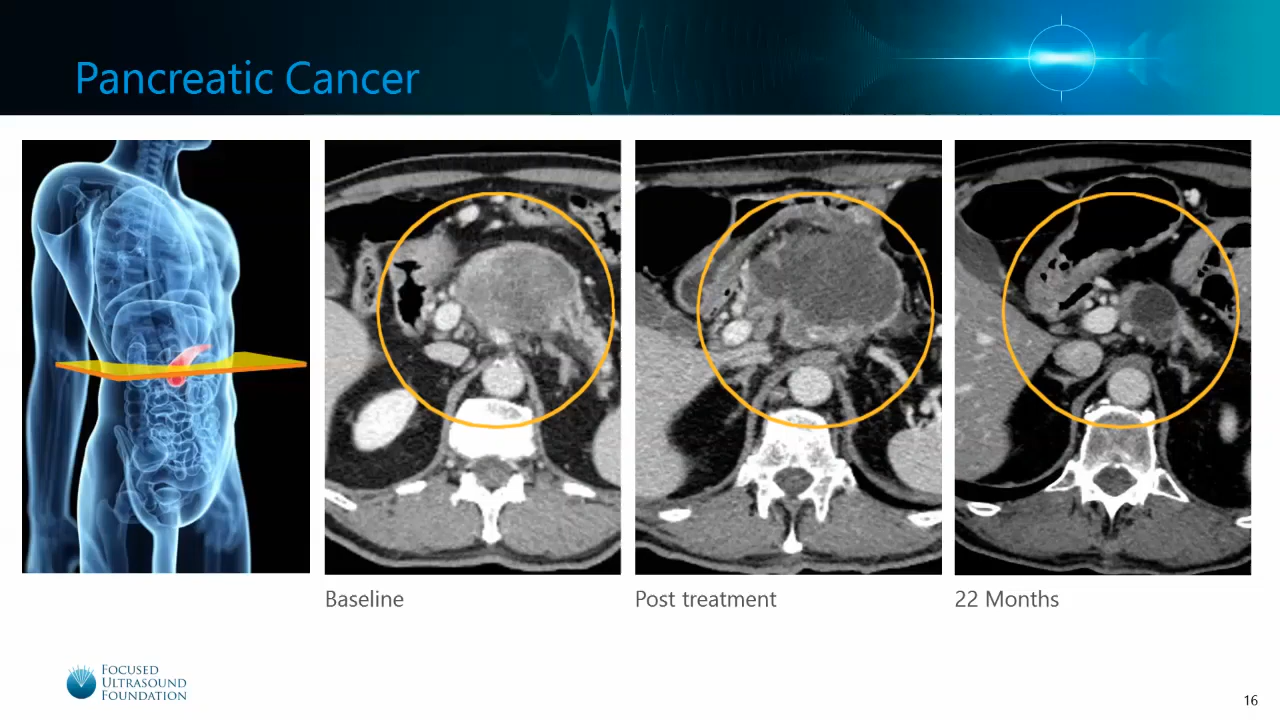 Pancreatic Cancer
Baseline
Post treatment
22 Months
FOCUSED
ULTRASOUND
FOUNDATION
16